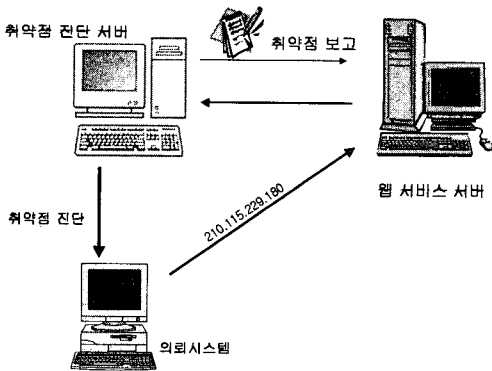 취약점 진단 서버
취약점 보고
웹 서비스 서버
취약점 진단
210.115.229.180
의뢰시스템